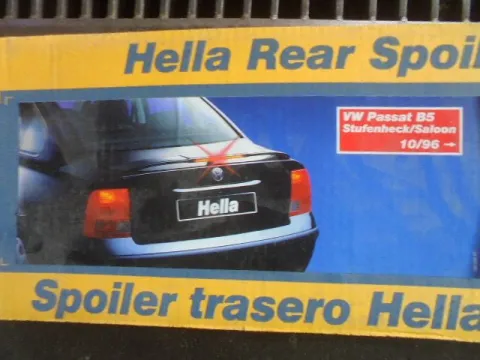 Hella Rear Spoil
VW Passat B5
Stufenheck/Saloon
10/96 →
Hella
Spoiler trasero Hella